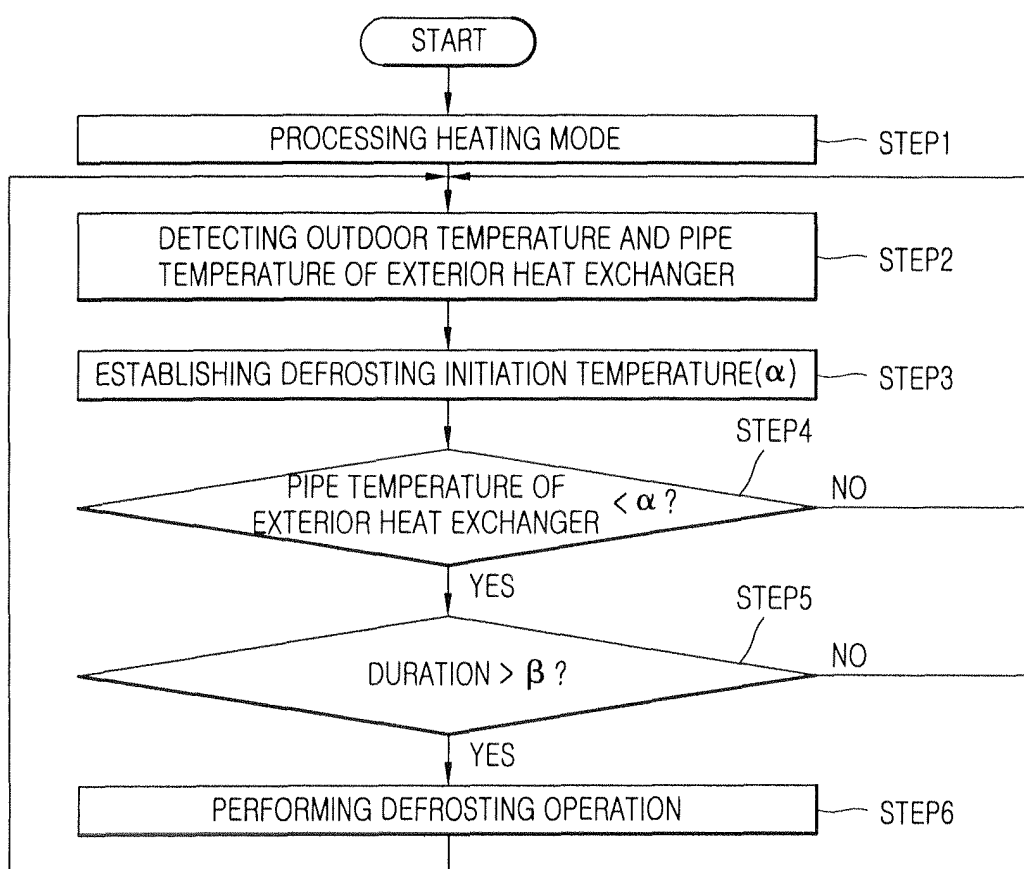 START
PROCESSING HEATING MODE
STEP1
DETECTING OUTDOOR TEMPERATURE AND PIPE
TEMPERATURE OF EXTERIOR HEAT EXCHANGER
STEP2
ESTABLISHING DEFROSTING INITIATION TEMPERATURE(α)
STEP3
STEP4
PIPE TEMPERATURE OF
EXTERIOR HEAT EXCHANGER < α ?
NO
YES
STEP5
DURATION > β ?
NO
YES
PERFORMING DEFROSTING OPERATION
STEP6